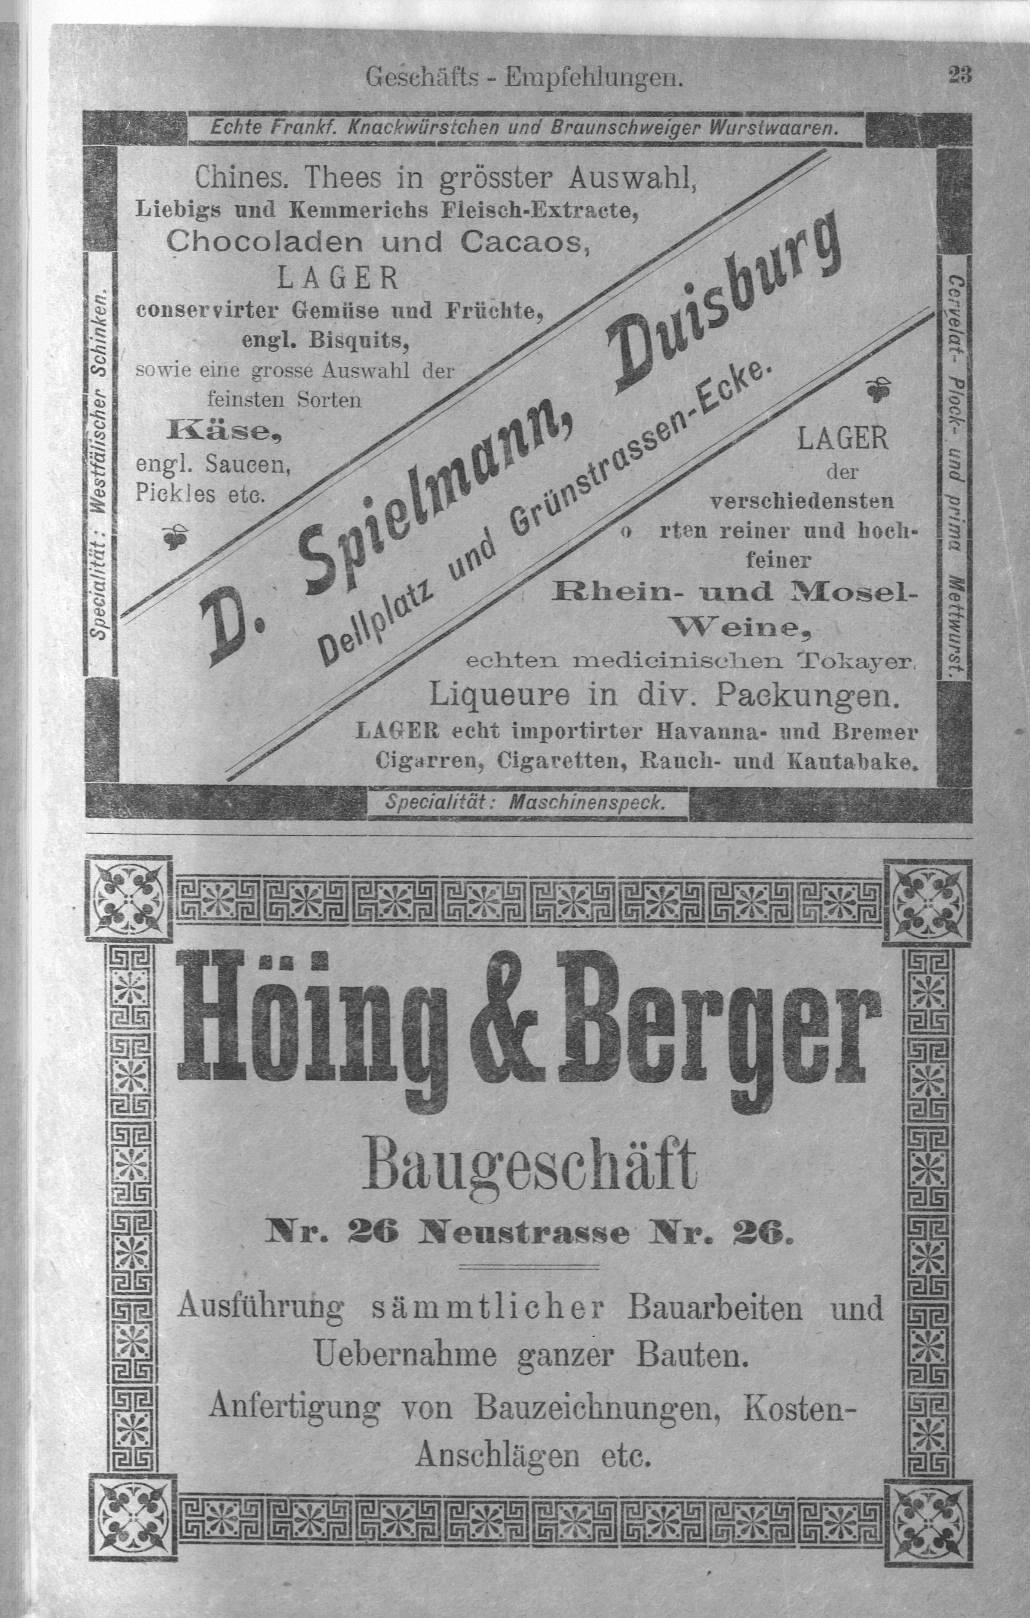 Geschäfts - Empfehlungen.
23
Echte Frankf. Knackwürstchen und Braunschweiger Wurstwaaren.
Specialität: Westfälischer Schinken.
Chines. Thees in grösster Auswahl,
Liebigs und Kemmerichs Fleisch-Extracte,
Chocoladen und Cacaos,
LAGER
conservirter Gemüse und Früchte,
engl. Bisquits,
sowie eine grosse Auswahl der
feinsten Sorten
Käse,
engl. Saucen,
Pickles etc.
D. Spielmann, Duisburg
Dellplatz und Grünstrassen-Ecke.
LAGER
der
verschiedensten
o rten reiner und hoch-
feiner
Rhein- und Mosel-
Weine,
echten medicinischen Tokayer,
Liqueure in div. Packungen.
LAGER echt importirter Havanna- und Bremer
Cigarren, Cigaretten, Rauch- und Kautabake.
Cervelat- Plock- und prima Mettwurst.
Specialität: Maschinenspeck.
Höing & Berger
Baugeschäft
Nr. 26 Neustrasse Nr. 26.
Ausführung sämmtlicher Bauarbeiten und
Uebernahme ganzer Bauten.
Anfertigung von Bauzeichnungen, Kosten-
Anschlägen etc.